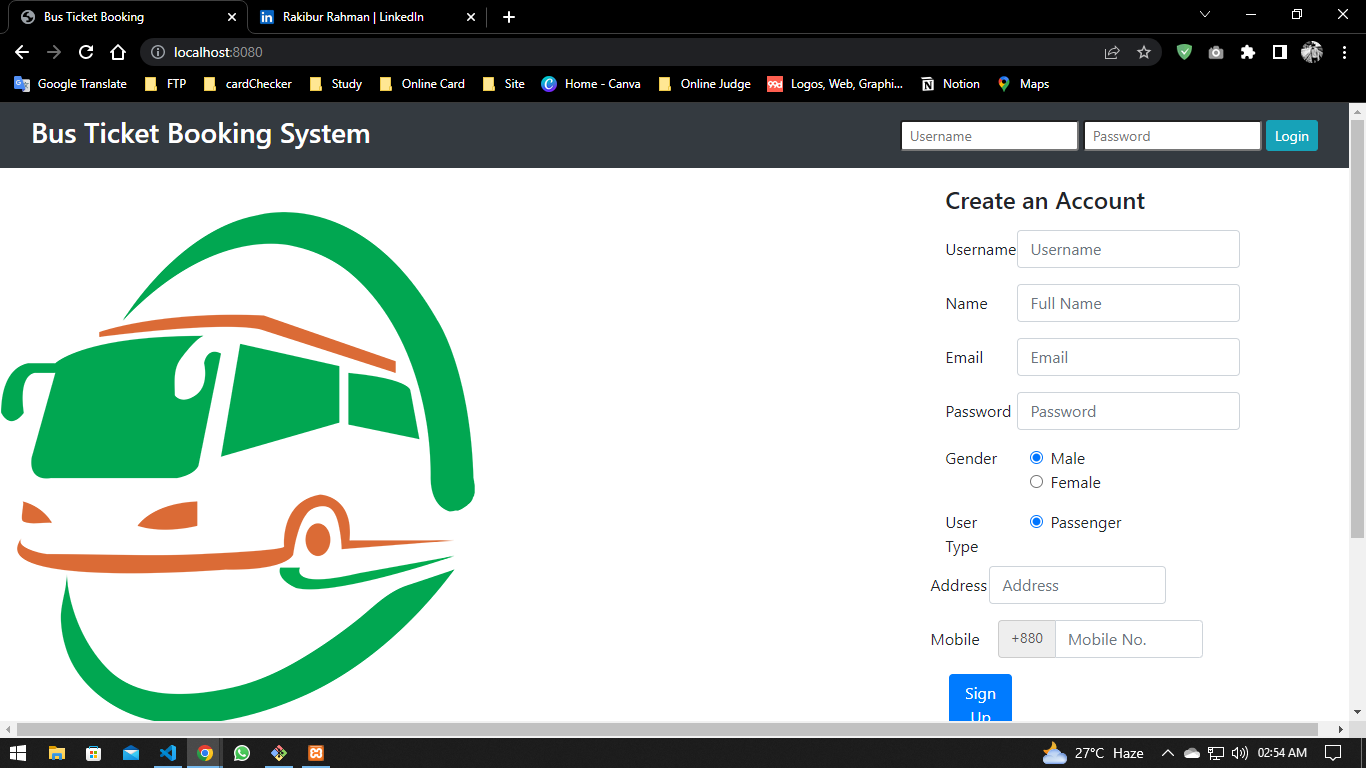 Bus Ticket Booking
Rakibur Rahman | LinkedIn
localhost:8080
Google Translate FTP cardChecker Study Online Card Site Home - Canva Online Judge 99d Logos, Web, Graphi... Notion Maps
Bus Ticket Booking System
Username Password Login
Create an Account
Username Username
Name Full Name
Email Email
Password Password
Gender Male
Female
User Type Passenger
Address Address
Mobile +880 Mobile No.
Sign
Up
27°C Haze 02:54 AM